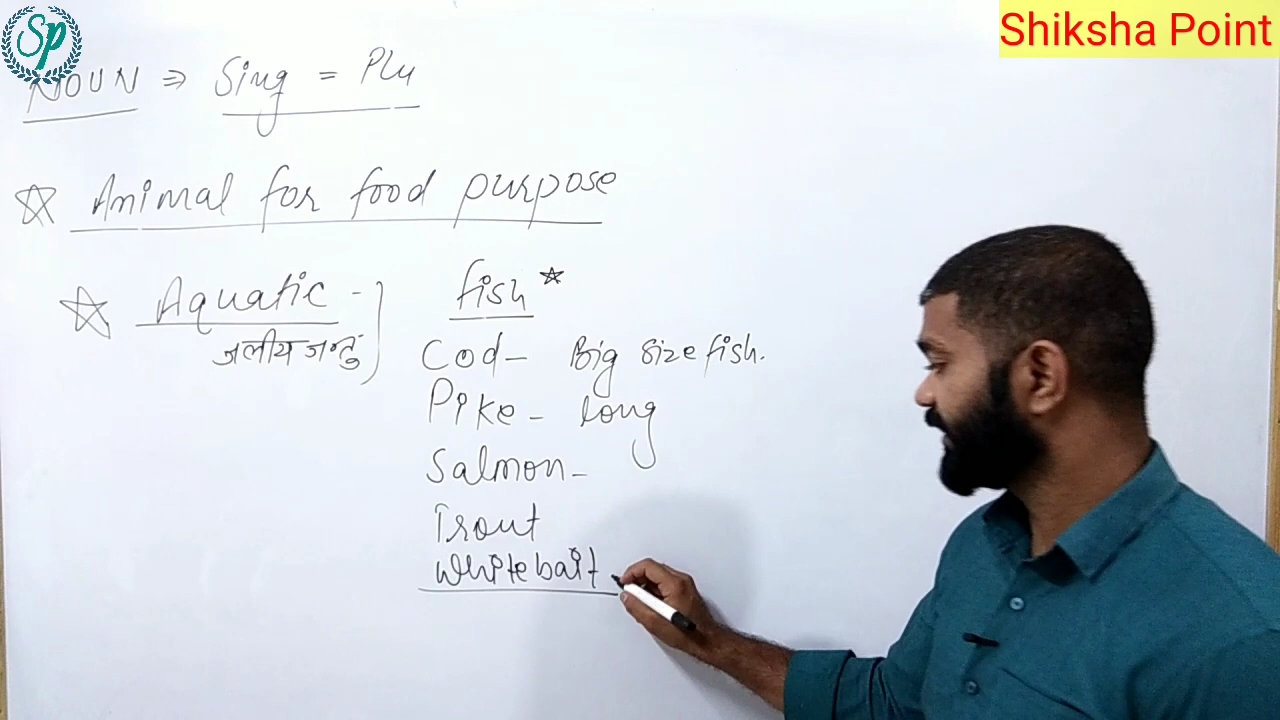 Shiksha Point
Sp
NOUN ⇒ Sing = Plu
☆ Animal for food purpose
☆ Aquatic - } fish ☆
जलीय जन्तु
Cod - Big size fish.
Pike - long
Salmon -
Trout
Whitebait